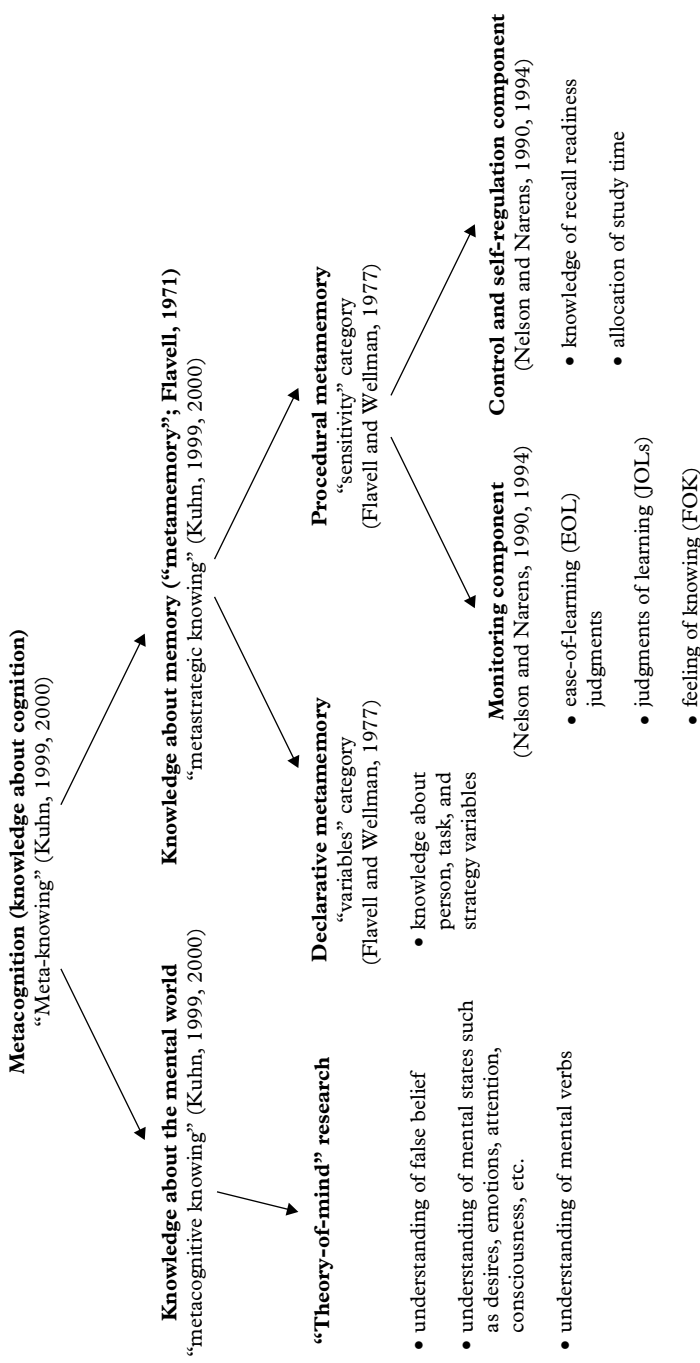 Metacognition (knowledge about cognition)
“Meta-knowing” (Kuhn, 1999, 2000)
Knowledge about the mental world
“metacognitive knowing” (Kuhn, 1999, 2000)
Knowledge about memory (“metamemory”; Flavell, 1971)
“metastrategic knowing” (Kuhn, 1999, 2000)
“Theory-of-mind” research
• understanding of false belief
• understanding of mental states such
as desires, emotions, attention,
consciousness, etc.
• understanding of mental verbs
Declarative metamemory
“variables” category
(Flavell and Wellman, 1977)
• knowledge about
person, task, and
strategy variables
Procedural metamemory
“sensitivity” category
(Flavell and Wellman, 1977)
Monitoring component
(Nelson and Narens, 1990, 1994)
• ease-of-learning (EOL)
judgments
• judgments of learning (JOLs)
• feeling of knowing (FOK)
Control and self-regulation component
(Nelson and Narens, 1990, 1994)
• knowledge of recall readiness
• allocation of study time